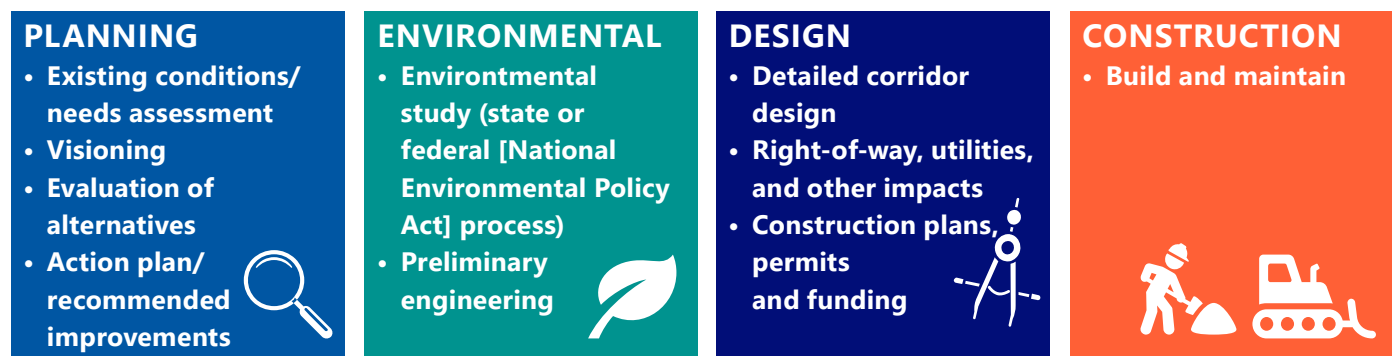 PLANNING
• Existing conditions/
needs assessment
• Visioning
• Evaluation of
alternatives
• Action plan/
recommended
improvements
ENVIRONMENTAL
• Environtmental
study (state or
federal [National
Environmental Policy
Act] process)
• Preliminary
engineering
DESIGN
• Detailed corridor
design
• Right-of-way, utilities,
and other impacts
• Construction plans,
permits
and funding
CONSTRUCTION
• Build and maintain